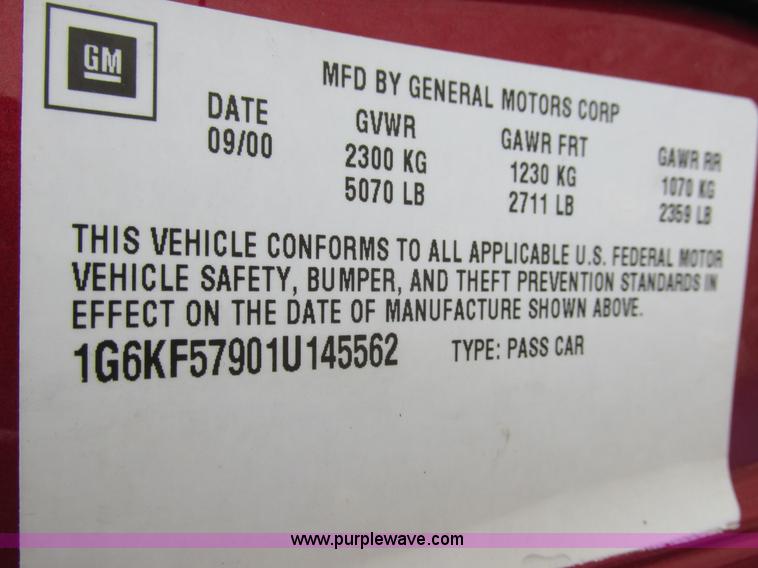 GM
MFD BY GENERAL MOTORS CORP
DATE GVWR GAWR FRT GAWR RR
09/00 2300 KG 1230 KG 1070 KG
5070 LB 2711 LB 2359 LB
THIS VEHICLE CONFORMS TO ALL APPLICABLE U.S. FEDERAL MOTOR
VEHICLE SAFETY, BUMPER, AND THEFT PREVENTION STANDARDS IN
EFFECT ON THE DATE OF MANUFACTURE SHOWN ABOVE.
1G6KF57901U145562 TYPE: PASS CAR
www.purplewave.com